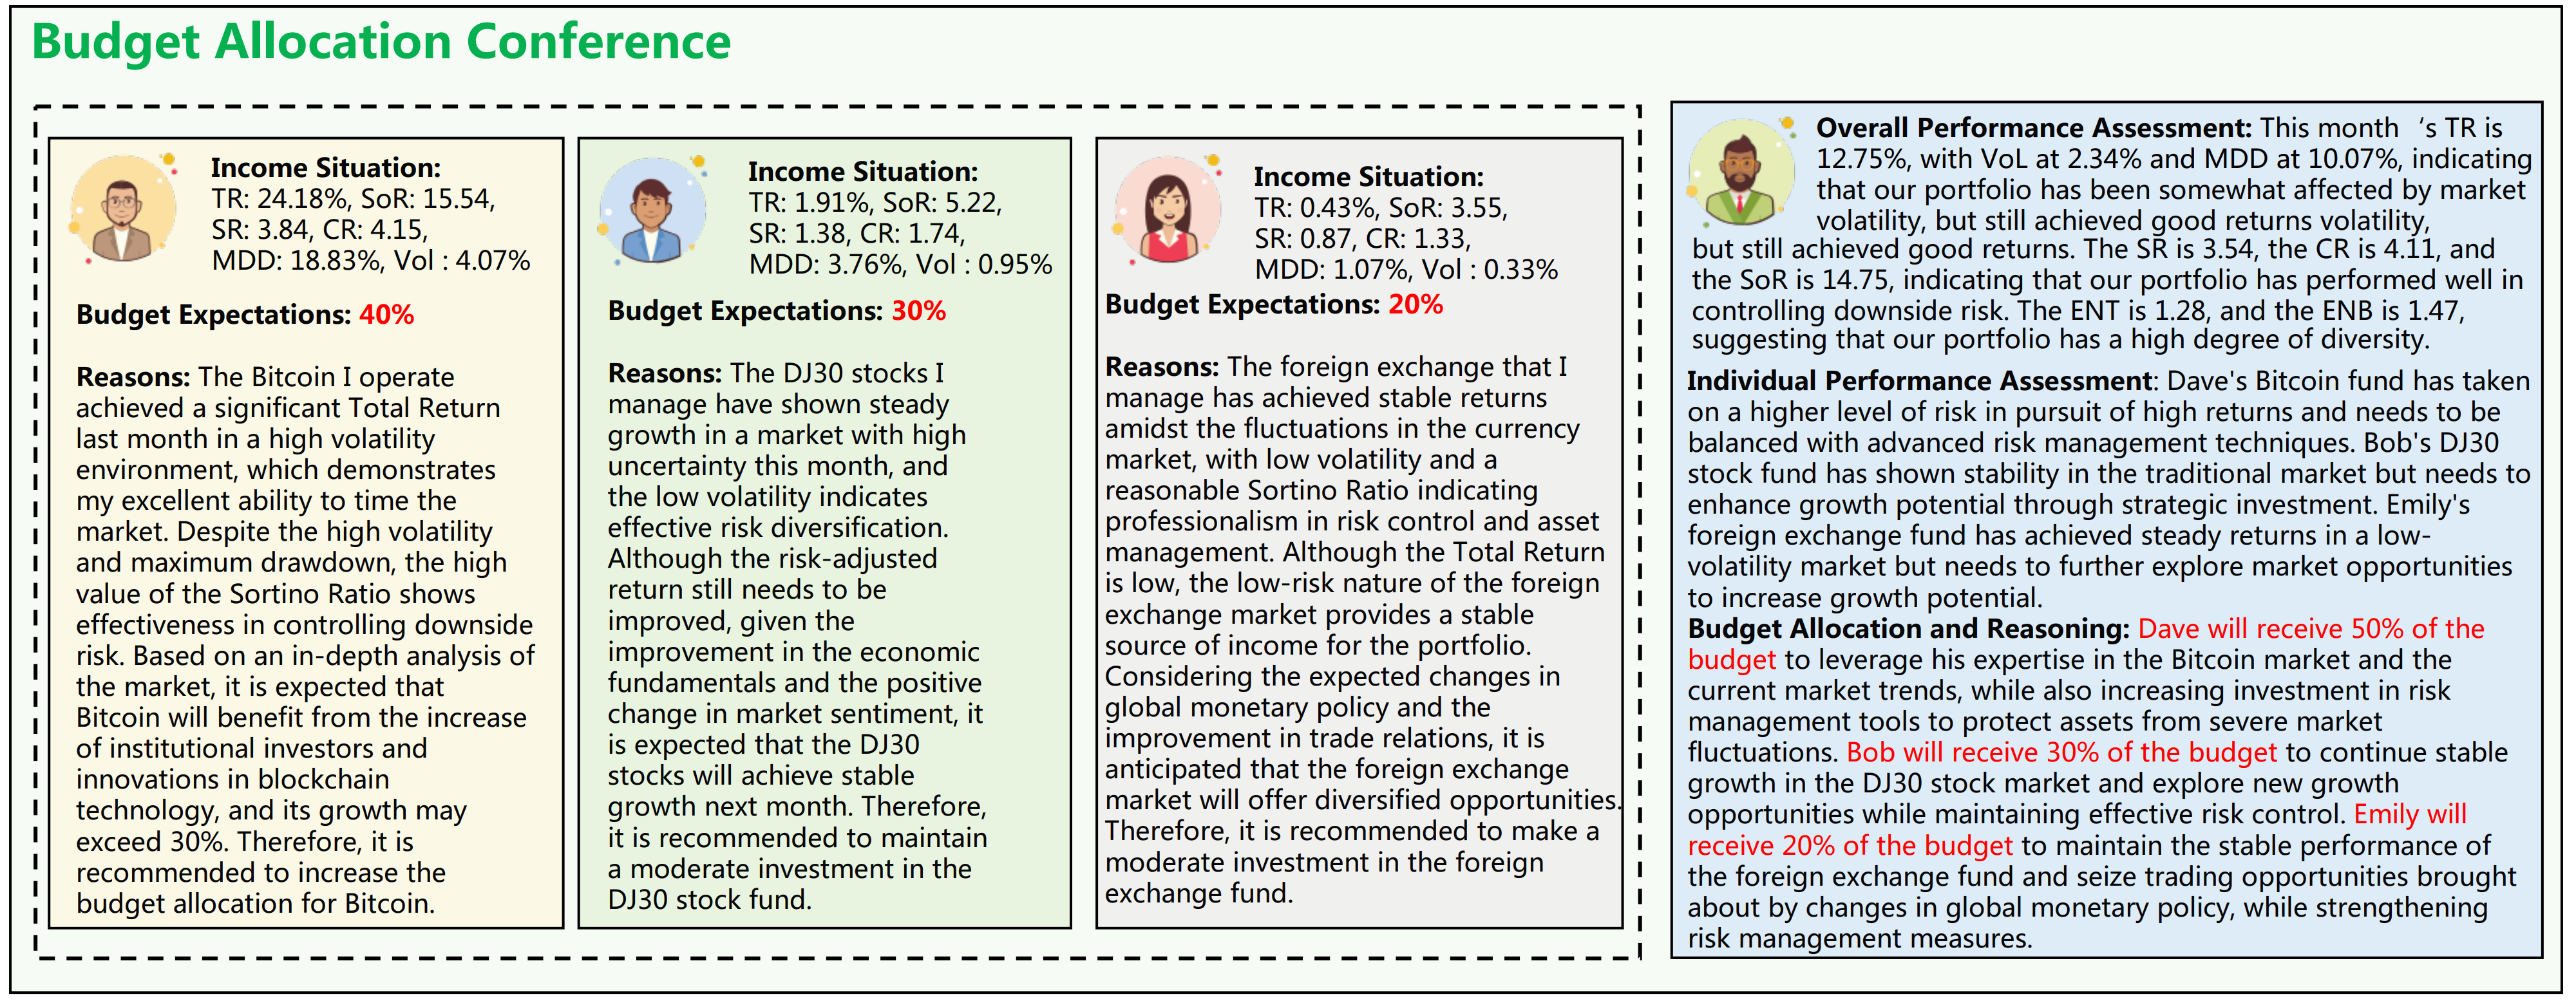 Budget Allocation Conference
Income Situation:
TR: 24.18%, SoR: 15.54,
SR: 3.84, CR: 4.15,
MDD: 18.83%, Vol : 4.07%
Budget Expectations: 40%
Reasons: The Bitcoin I operate
achieved a significant Total Return
last month in a high volatility
environment, which demonstrates
my excellent ability to time the
market. Despite the high volatility
and maximum drawdown, the high
value of the Sortino Ratio shows
effectiveness in controlling downside
risk. Based on an in-depth analysis of
the market, it is expected that
Bitcoin will benefit from the increase
of institutional investors and
innovations in blockchain
technology, and its growth may
exceed 30%. Therefore, it is
recommended to increase the
budget allocation for Bitcoin.
Income Situation:
TR: 1.91%, SoR: 5.22,
SR: 1.38, CR: 1.74,
MDD: 3.76%, Vol : 0.95%
Budget Expectations: 30%
Reasons: The DJ30 stocks I
manage have shown steady
growth in a market with high
uncertainty this month, and
the low volatility indicates
effective risk diversification.
Although the risk-adjusted
return still needs to be
improved, given the
improvement in the economic
fundamentals and the positive
change in market sentiment, it
is expected that the DJ30
stocks will achieve stable
growth next month. Therefore,
it is recommended to maintain
a moderate investment in the
DJ30 stock fund.
Income Situation:
TR: 0.43%, SoR: 3.55,
SR: 0.87, CR: 1.33,
MDD: 1.07%, Vol : 0.33%
Budget Expectations: 20%
Reasons: The foreign exchange that I
manage has achieved stable returns
amidst the fluctuations in the currency
market, with low volatility and a
reasonable Sortino Ratio indicating
professionalism in risk control and asset
management. Although the Total Return
is low, the low-risk nature of the foreign
exchange market provides a stable
source of income for the portfolio.
Considering the expected changes in
global monetary policy and the
improvement in trade relations, it is
anticipated that the foreign exchange
market will offer diversified opportunities.
Therefore, it is recommended to make a
moderate investment in the foreign
exchange fund.
Overall Performance Assessment: This month ‘s TR is
12.75%, with VoL at 2.34% and MDD at 10.07%, indicating
that our portfolio has been somewhat affected by market
volatility, but still achieved good returns volatility,
but still achieved good returns. The SR is 3.54, the CR is 4.11, and
the SoR is 14.75, indicating that our portfolio has performed well in
controlling downside risk. The ENT is 1.28, and the ENB is 1.47,
suggesting that our portfolio has a high degree of diversity.
Individual Performance Assessment: Dave's Bitcoin fund has taken
on a higher level of risk in pursuit of high returns and needs to be
balanced with advanced risk management techniques. Bob's DJ30
stock fund has shown stability in the traditional market but needs to
enhance growth potential through strategic investment. Emily's
foreign exchange fund has achieved steady returns in a low-
volatility market but needs to further explore market opportunities
to increase growth potential.
Budget Allocation and Reasoning: Dave will receive 50% of the
budget to leverage his expertise in the Bitcoin market and the
current market trends, while also increasing investment in risk
management tools to protect assets from severe market
fluctuations. Bob will receive 30% of the budget to continue stable
growth in the DJ30 stock market and explore new growth
opportunities while maintaining effective risk control. Emily will
receive 20% of the budget to maintain the stable performance of
the foreign exchange fund and seize trading opportunities brought
about by changes in global monetary policy, while strengthening
risk management measures.